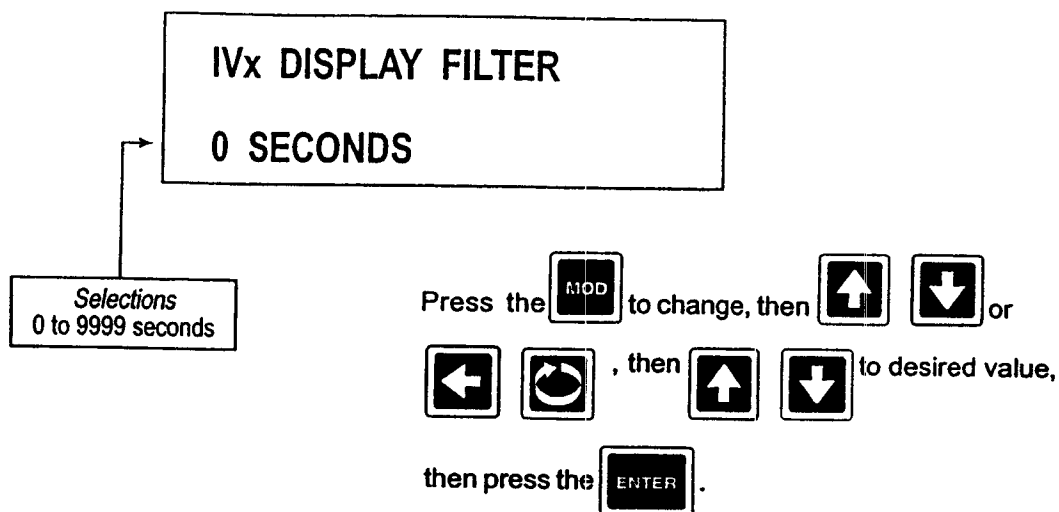 IVx DISPLAY FILTER
0 SECONDS
Selections
0 to 9999 seconds
Press the MOD to change, then or
, then to desired value,
then press the ENTER .